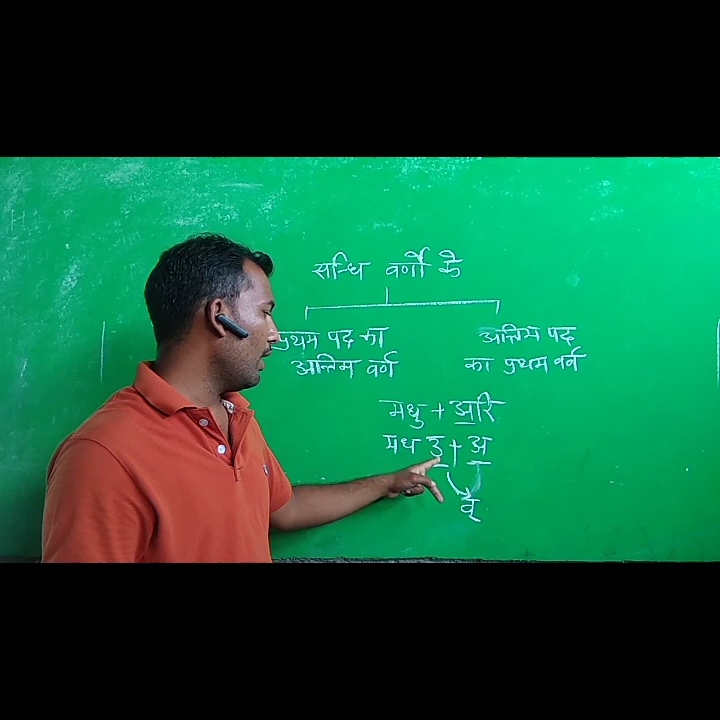 सन्धि वर्णो के
प्रथम पद का
अन्तिम वर्ण
अन्तिम पद
का प्रथम वर्न
मधु + अरि
मध उ + अ
व्